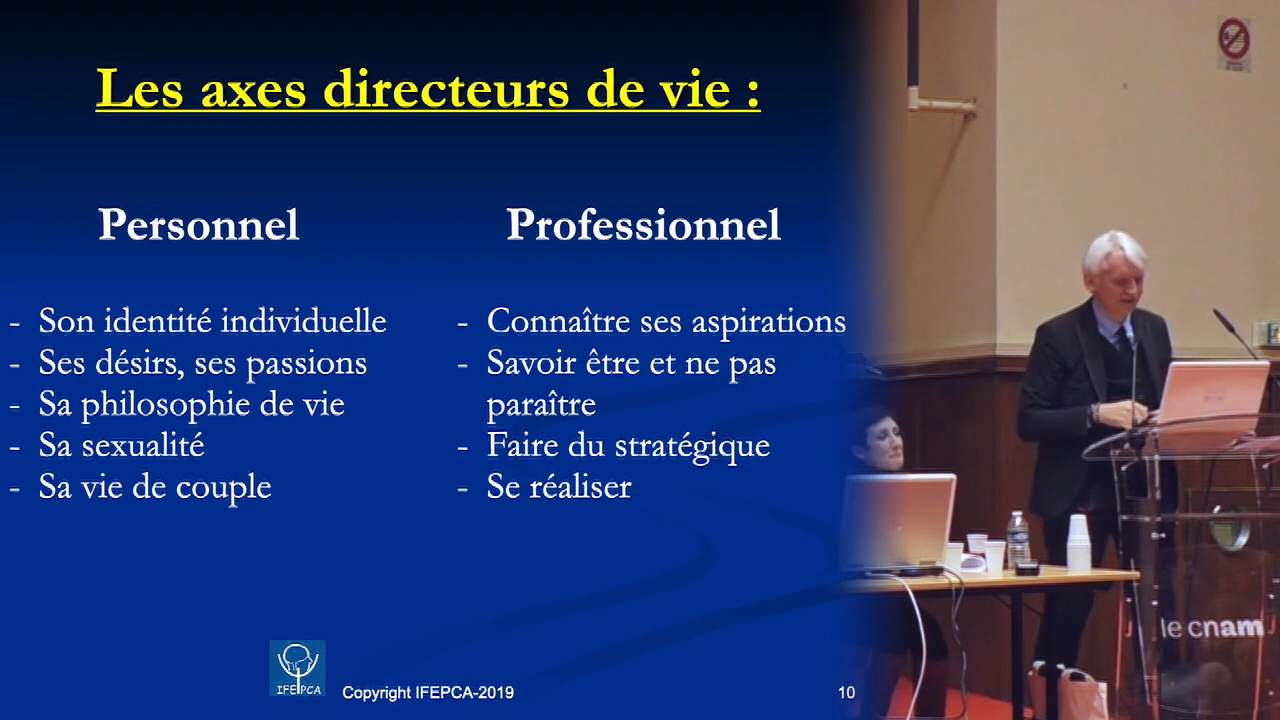 Les axes directeurs de vie :
Personnel
- Son identité individuelle
- Ses désirs, ses passions
- Sa philosophie de vie
- Sa sexualité
- Sa vie de couple
Professionnel
- Connaître ses aspirations
- Savoir être et ne pas
paraître
- Faire du stratégique
- Se réaliser
IFEPCA
Copyright IFEPCA-2019
10
le cnam